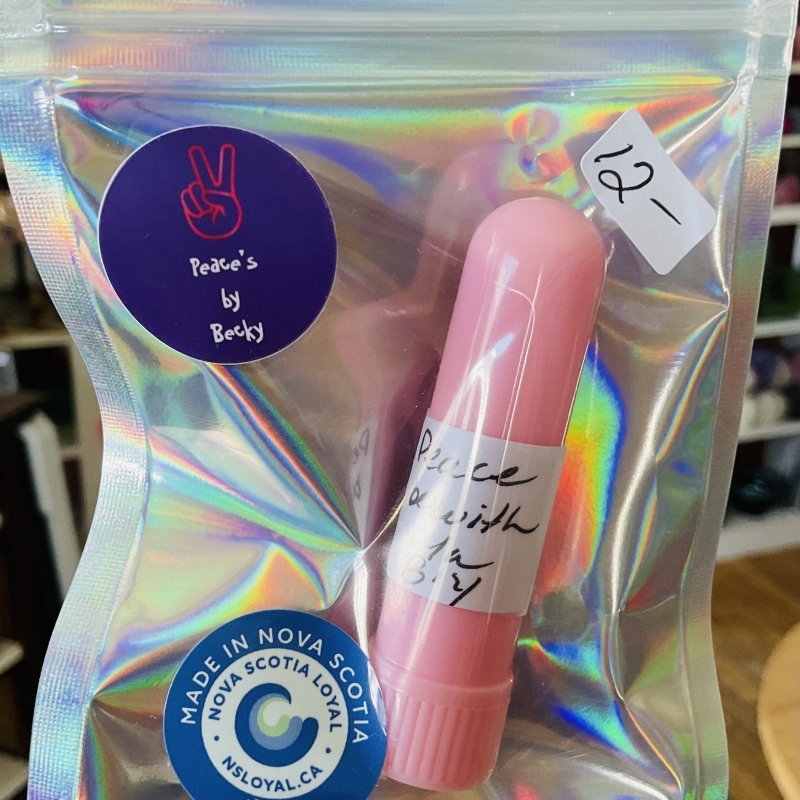 Peace's
by
Becky
12-
Peace
with
MADE IN NOVA SCOTIA
NOVA SCOTIA LOYAL
NSLOYAL.CA